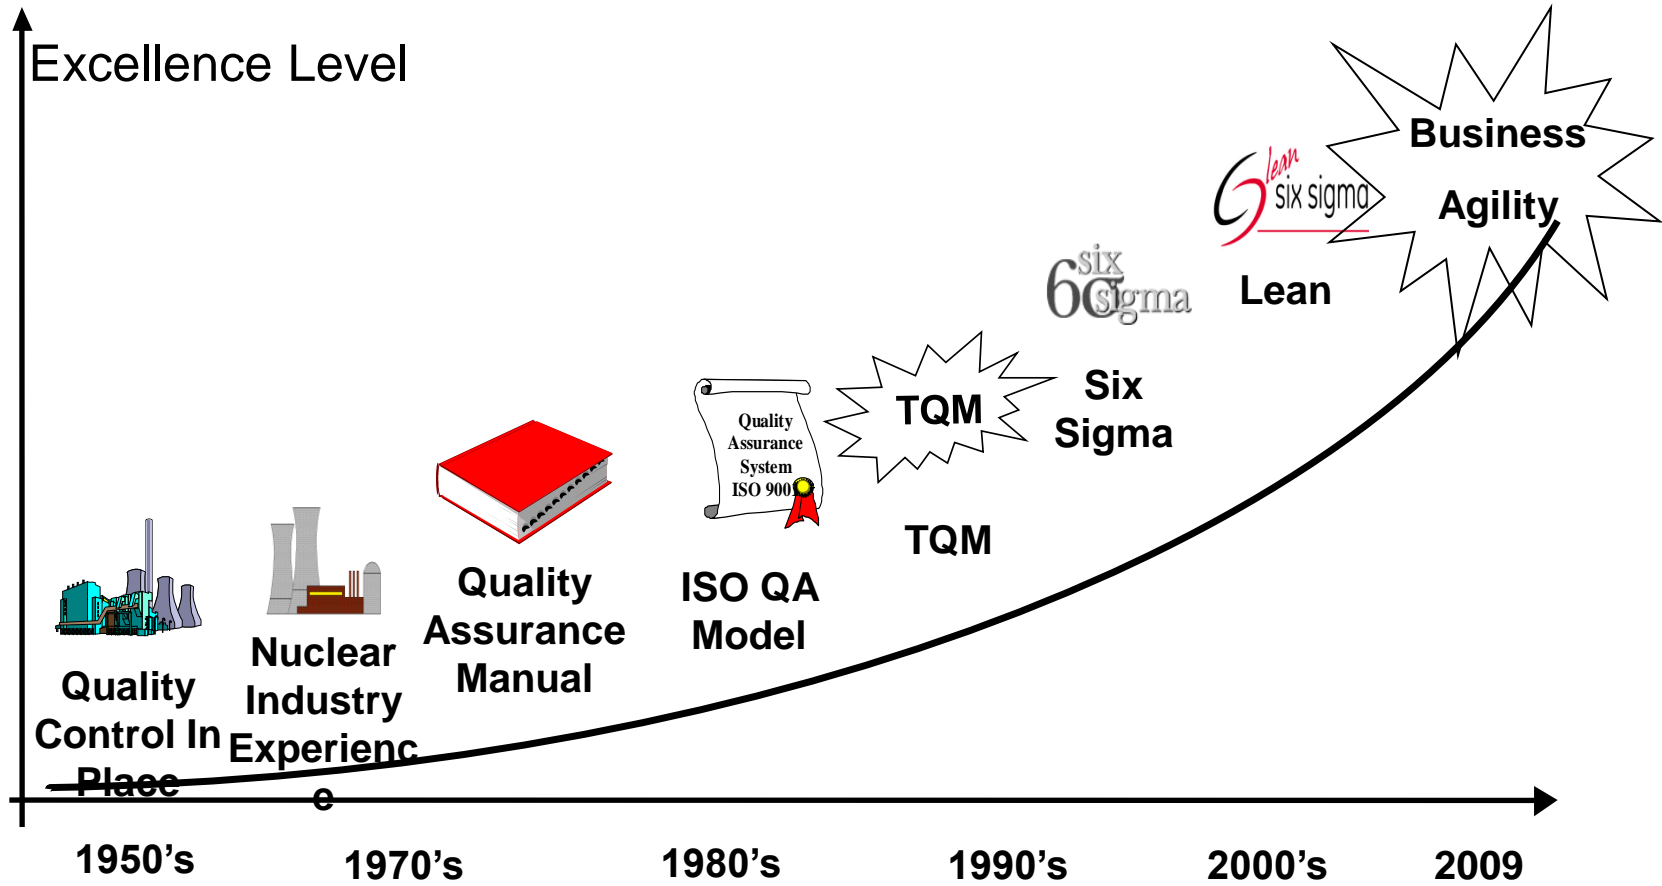 Excellence Level
Business
Agility
lean
six sigma
Lean
six
6σ
sigma
Six
Sigma
TQM
TQM
Quality
Assurance
System
ISO 9001
ISO QA
Model
Quality
Assurance
Manual
Nuclear
Industry
Experienc
e
Quality
Control In
Place
1950's
1970's
1980's
1990's
2000's
2009